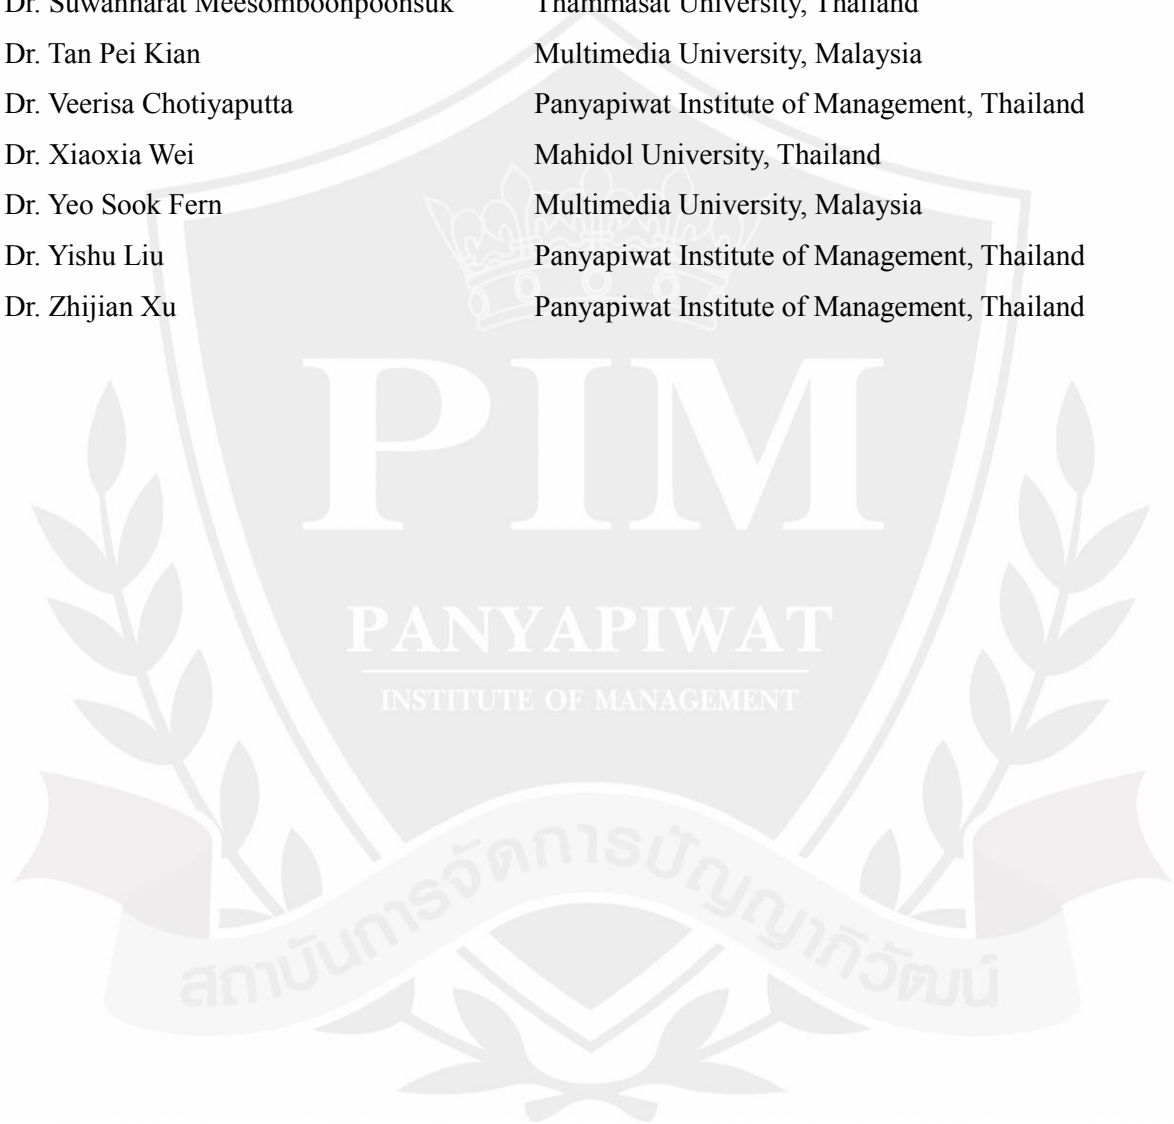 Dr. Suwannarat Meesomboonpoonsuk Thammasat University, Thailand
Dr. Tan Pei Kian Multimedia University, Malaysia
Dr. Veerisa Chotiyaputta Panyapiwat Institute of Management, Thailand
Dr. Xiaoxia Wei Mahidol University, Thailand
Dr. Yeo Sook Fern Multimedia University, Malaysia
Dr. Yishu Liu Panyapiwat Institute of Management, Thailand
Dr. Zhijian Xu Panyapiwat Institute of Management, Thailand
PIM
PANYAPIWAT
INSTITUTE OF MANAGEMENT
สถาบันการจัดการปัญญาภิวัฒน์